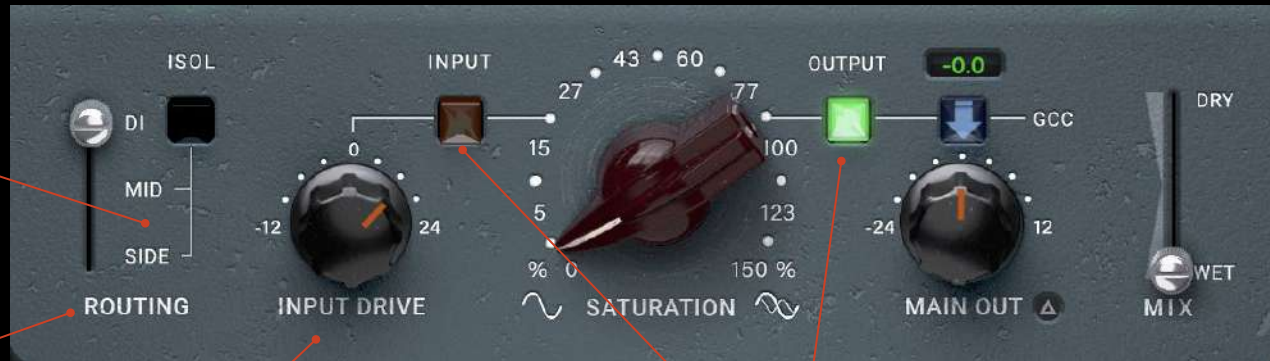 ISOL
INPUT
43
60
OUTPUT
-0.0
27
77
DRY
DI
0
GCC
15
100
MID
-12
24
5
123
-24
12
SIDE
% 0
150 %
WET
ROUTING
INPUT DRIVE
SATURATION
MAIN OUT
MIX